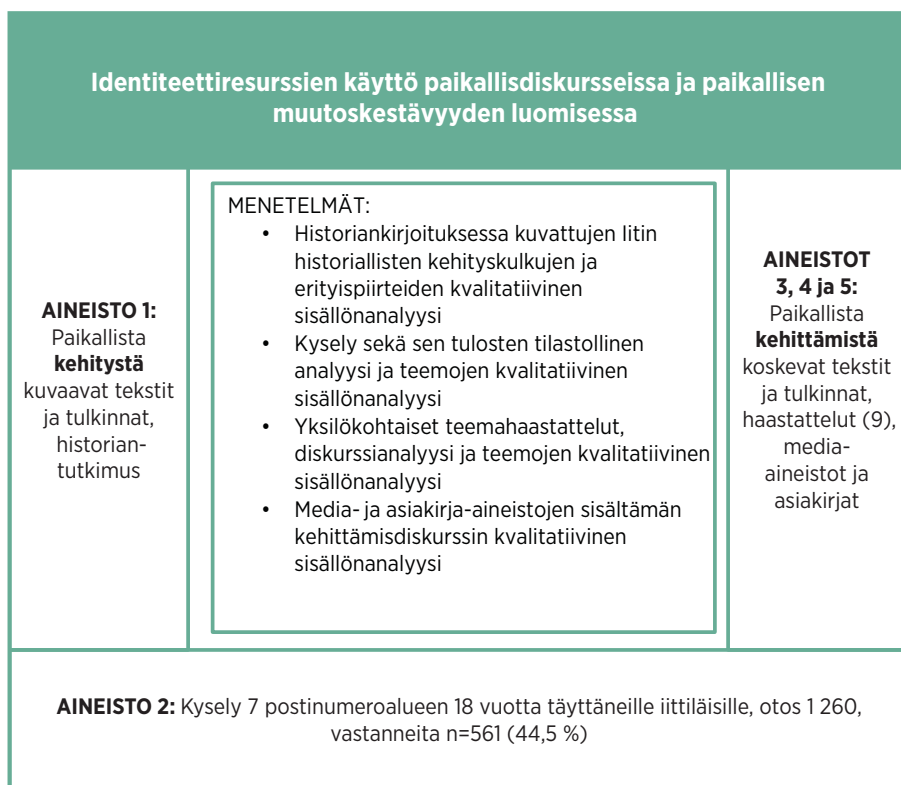 Identiteettiresurssien käyttö paikallisdiskursseissa ja paikallisen
muutoskestävyyden luomisessa
AINEISTO 1:
Paikallista
kehitystä
kuvaavat tekstit
ja tulkinnat,
historian-
tutkimus
MENETELMÄT:
• Historiankirjoituksessa kuvattujen Iitin
historiallisten kehityskulkujen ja
erityispiirteiden kvalitatiivinen
sisällönanalyysi
• Kysely sekä sen tulosten tilastollinen
analyysi ja teemojen kvalitatiivinen
sisällönanalyysi
• Yksilökohtaiset teemahaastattelut,
diskurssianalyysi ja teemojen kvalitatiivinen
sisällönanalyysi
• Media- ja asiakirja-aineistojen sisältämän
kehittämisdiskurssin kvalitatiivinen
sisällönanalyysi
AINEISTOT
3, 4 ja 5:
Paikallista
kehittämistä
koskevat tekstit
ja tulkinnat,
haastattelut (9),
media-
aineistot ja
asiakirjat
AINEISTO 2: Kysely 7 postinumeroalueen 18 vuotta täyttäneille iittiläisille, otos 1 260,
vastanneita n=561 (44,5 %)